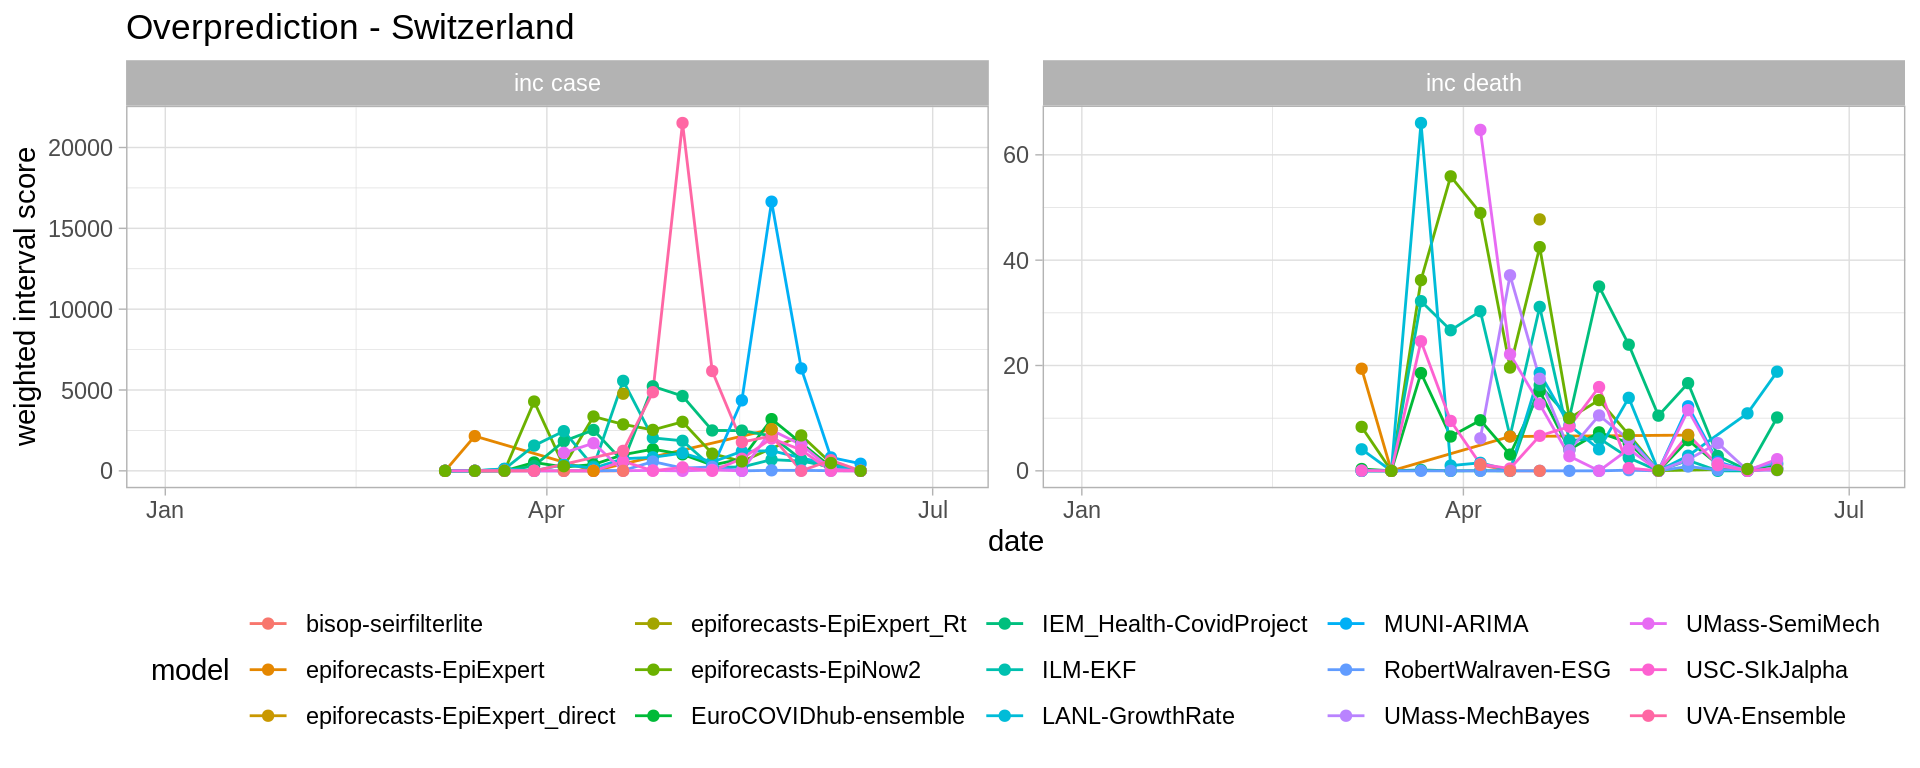 Overprediction - Switzerland
inc case
inc death
weighted interval score
20000
15000
10000
5000
0
60
40
20
0
Jan
Apr
Jul
Jan
Apr
Jul
date
model
bisop-seirfilterlite
epiforecasts-EpiExpert
epiforecasts-EpiExpert_direct
epiforecasts-EpiExpert_Rt
epiforecasts-EpiNow2
EuroCOVIDhub-ensemble
IEM_Health-CovidProject
ILM-EKF
LANL-GrowthRate
MUNI-ARIMA
RobertWalraven-ESG
UMass-MechBayes
UMass-SemiMech
USC-SIkJalpha
UVA-Ensemble